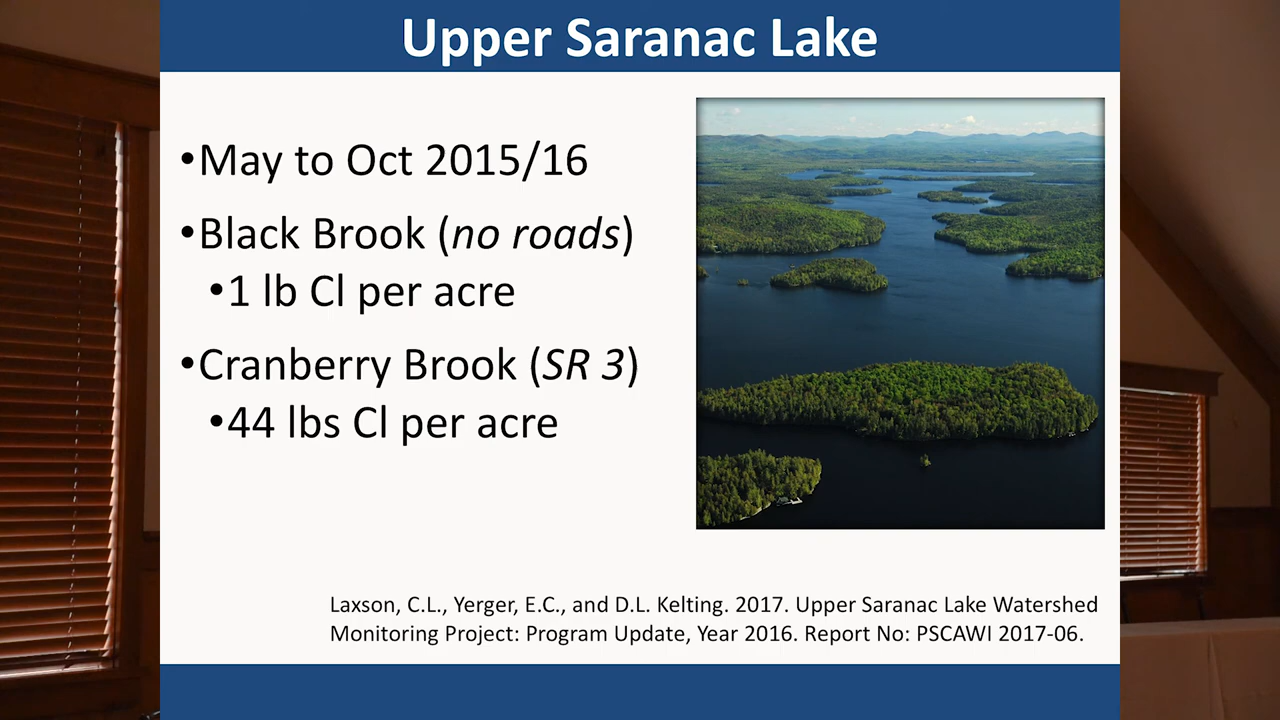 Upper Saranac Lake
•May to Oct 2015/16
•Black Brook (no roads)
•1 lb Cl per acre
•Cranberry Brook (SR 3)
•44 lbs Cl per acre
Laxson, C.L., Yerger, E.C., and D.L. Kelting. 2017. Upper Saranac Lake Watershed
Monitoring Project: Program Update, Year 2016. Report No: PSCAWI 2017-06.